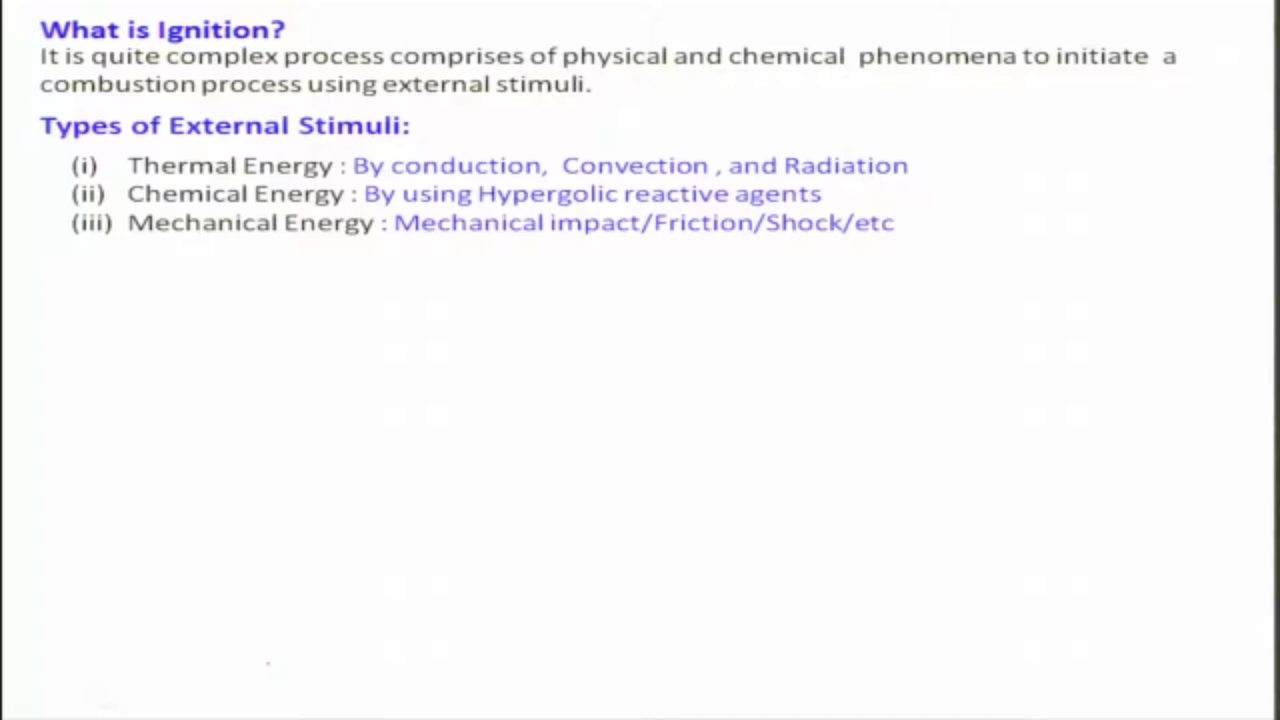 What is Ignition?
It is quite complex process comprises of physical and chemical phenomena to initiate a
combustion process using external stimuli.
Types of External Stimuli:
(i) Thermal Energy : By conduction, Convection , and Radiation
(ii) Chemical Energy : By using Hypergolic reactive agents
(iii) Mechanical Energy : Mechanical impact/Friction/Shock/etc